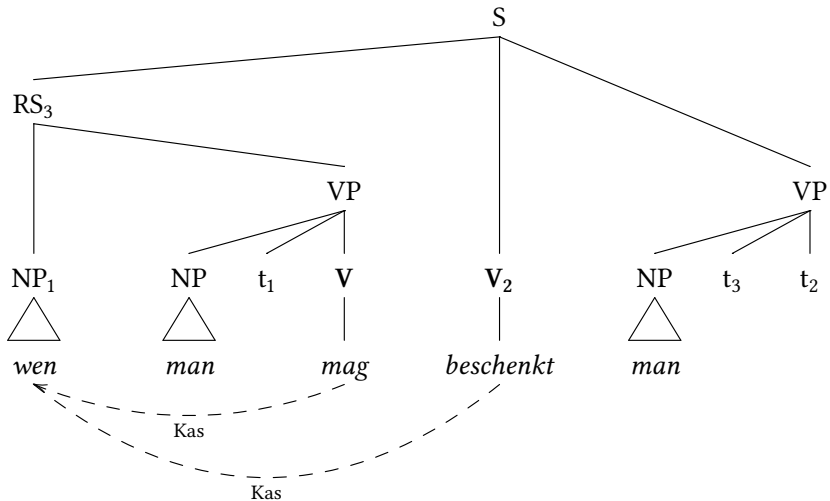 S
RS₃
VP VP
NP₁ NP t₁ V V₂ NP t₃ t₂
wen man mag beschenkt man
Kas
Kas